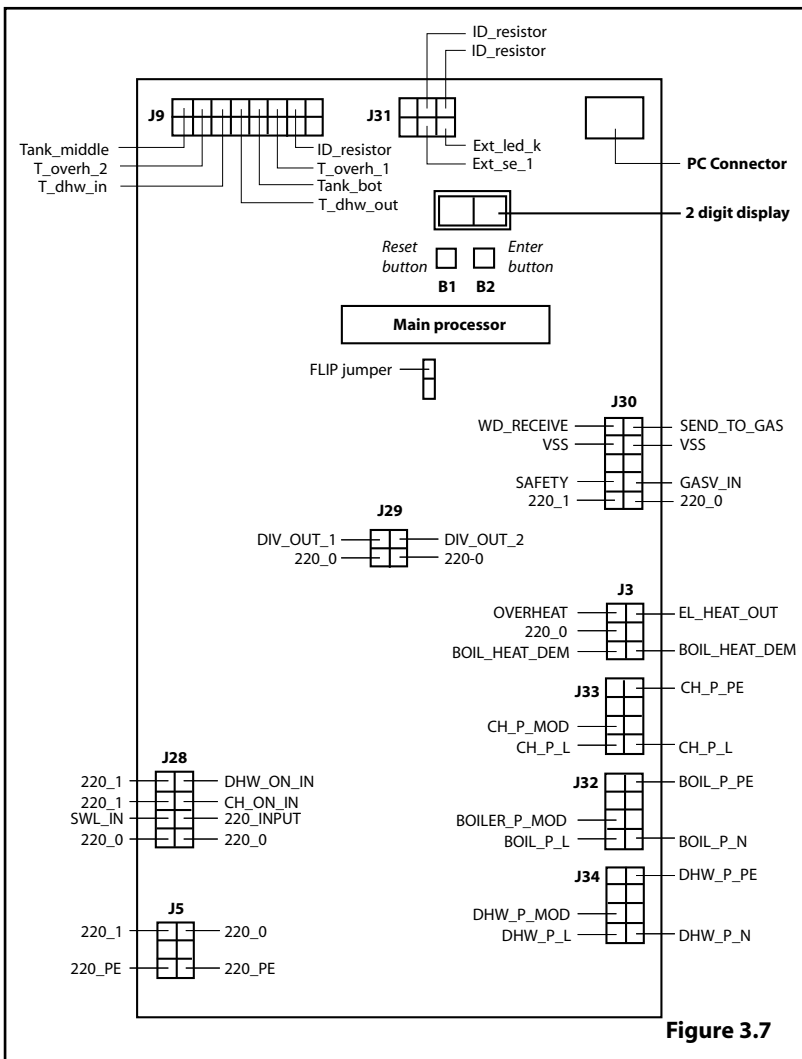 ID_resistor
ID_resistor
J9
J31
Tank_middle
T_overh_2
T_dhw_in
ID_resistor
T_overh_1
Tank_bot
T_dhw_out
Ext_led_k
Ext_se_1
PC Connector
2 digit display
Reset
button
Enter
button
B1 B2
Main processor
FLIP jumper
J30
WD_RECEIVE SEND_TO_GAS
VSS VSS
SAFETY GASV_IN
220_1 220_0
J29
DIV_OUT_1 DIV_OUT_2
220_0 220-0
J3
OVERHEAT EL_HEAT_OUT
220_0
BOIL_HEAT_DEM BOIL_HEAT_DEM
J33 CH_P_PE
CH_P_MOD
CH_P_L CH_P_L
J28
220_1 DHW_ON_IN
220_1 CH_ON_IN
SWL_IN 220_INPUT
220_0 220_0
J32 BOIL_P_PE
BOILER_P_MOD
BOIL_P_L BOIL_P_N
J34 DHW_P_PE
DHW_P_MOD
DHW_P_L DHW_P_N
J5
220_1 220_0
220_PE 220_PE
Figure 3.7